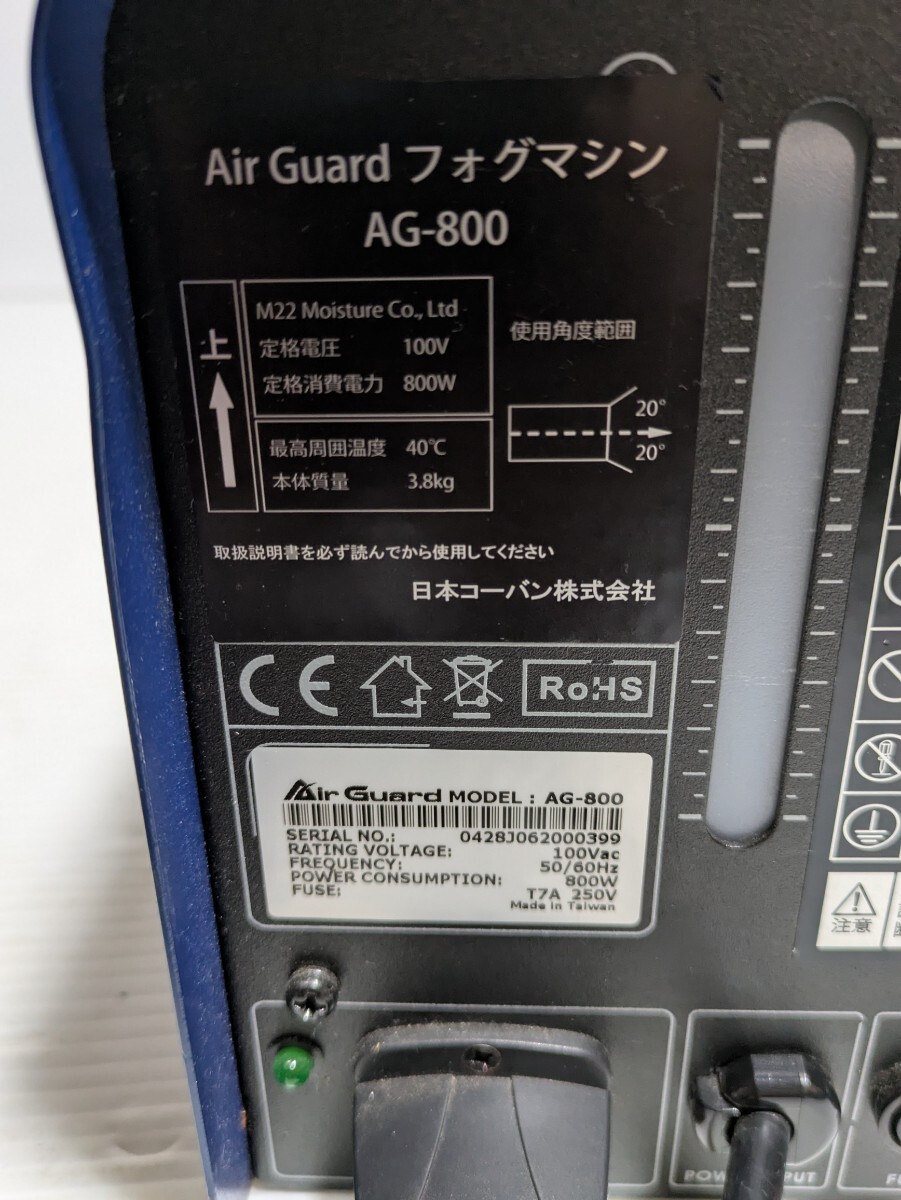 Air Guard フォグマシン
AG-800
上
M22 Moisture Co., Ltd
定格電圧 100V
定格消費電力 800W
最高周囲温度 40℃
本体質量 3.8kg
使用角度範囲
20°
20°
取扱説明書を必ず読んでから使用してください
日本コーバン株式会社
CE
RoHS
Air Guard MODEL : AG-800
SERIAL NO.: 0428J062000399
RATING VOLTAGE: 100Vac
FREQUENCY: 50/60Hz
POWER CONSUMPTION: 800W
FUSE: T7A 250V
Made in Taiwan
注意